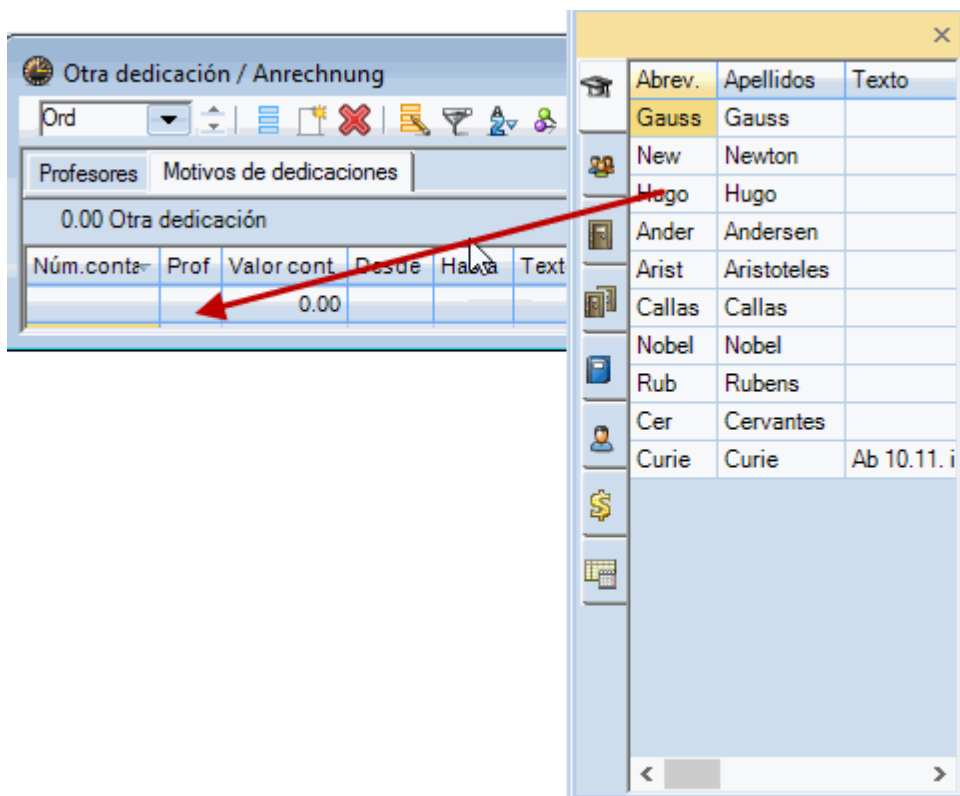 Otra dedicación / Anrechnung
Ord
Profesores Motivos de dedicaciones
0.00 Otra dedicación
Núm.conta Prof Valor cont. Desde Hasta Text
0.00
Abrev. Apellidos Texto
Gauss Gauss
New Newton
Hugo Hugo
Ander Andersen
Arist Aristoteles
Callas Callas
Nobel Nobel
Rub Rubens
Cer Cervantes
Curie Curie Ab 10.11. i